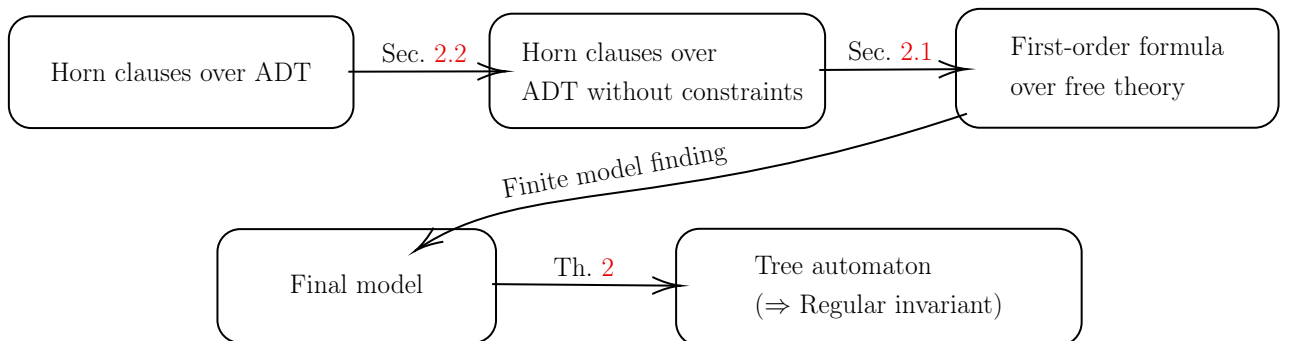 Horn clauses over ADT
Sec. 2.2
Horn clauses over
ADT without constraints
Sec. 2.1
First-order formula
over free theory
Finite model finding
Final model
Th. 2
Tree automaton
(⇒ Regular invariant)